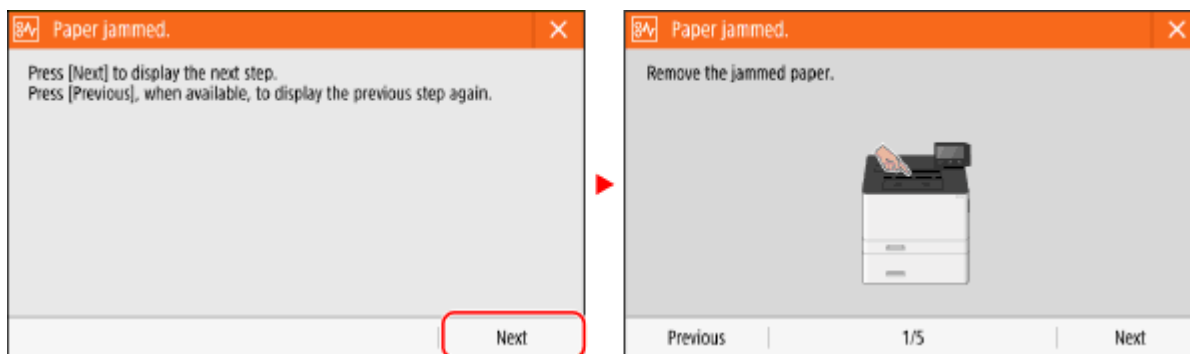 Paper jammed.
Press [Next] to display the next step.
Press [Previous], when available, to display the previous step again.
Next
Paper jammed.
Remove the jammed paper.
Previous
1/5
Next